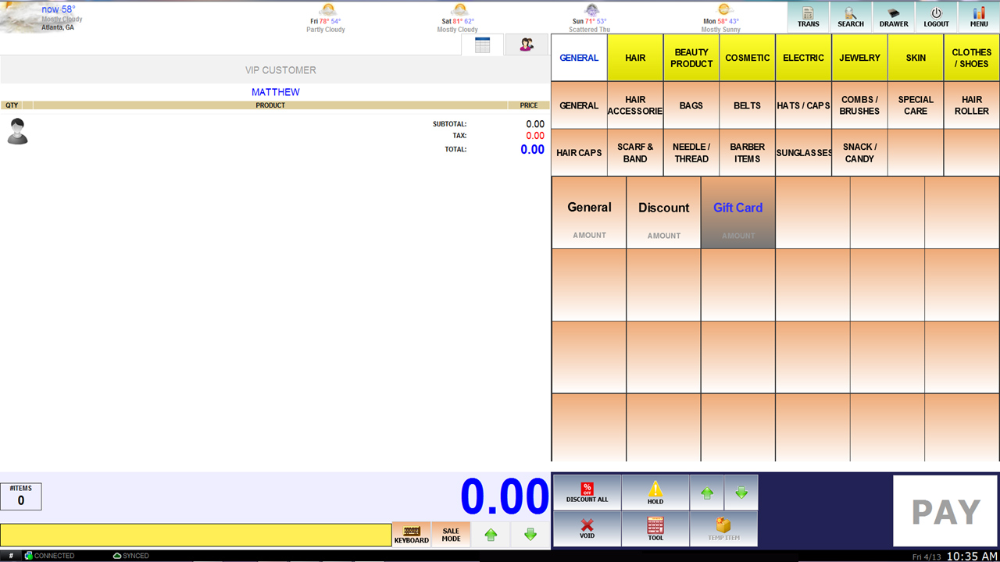 now 58°
Mostly Cloudy
Atlanta, GA
Fri 78° 54°
Partly Cloudy
Sat 81° 62°
Mostly Cloudy
Sun 71° 53°
Scattered Thu
Mon 58° 43°
Mostly Sunny
TRANS
SEARCH
DRAWER
LOGOUT
MENU
VIP CUSTOMER
MATTHEW
QTY
PRODUCT
PRICE
SUBTOTAL: 0.00
TAX: 0.00
TOTAL: 0.00
GENERAL
HAIR
BEAUTY
PRODUCT
COSMETIC
ELECTRIC
JEWELRY
SKIN
CLOTHES
/ SHOES
GENERAL
HAIR
ACCESSORIE
BAGS
BELTS
HATS / CAPS
COMBS /
BRUSHES
SPECIAL
CARE
HAIR
ROLLER
HAIR CAPS
SCARF &
BAND
NEEDLE /
THREAD
BARBER
ITEMS
SUNGLASSES
SNACK /
CANDY
General
AMOUNT
Discount
AMOUNT
Gift Card
AMOUNT
#ITEMS
0
0.00
KEYBOARD
SALE
MODE
% OFF
DISCOUNT ALL
HOLD
VOID
TOOL
TEMP ITEM
PAY
#
CONNECTED
SYNCED
Fri 4/13 10:35 AM